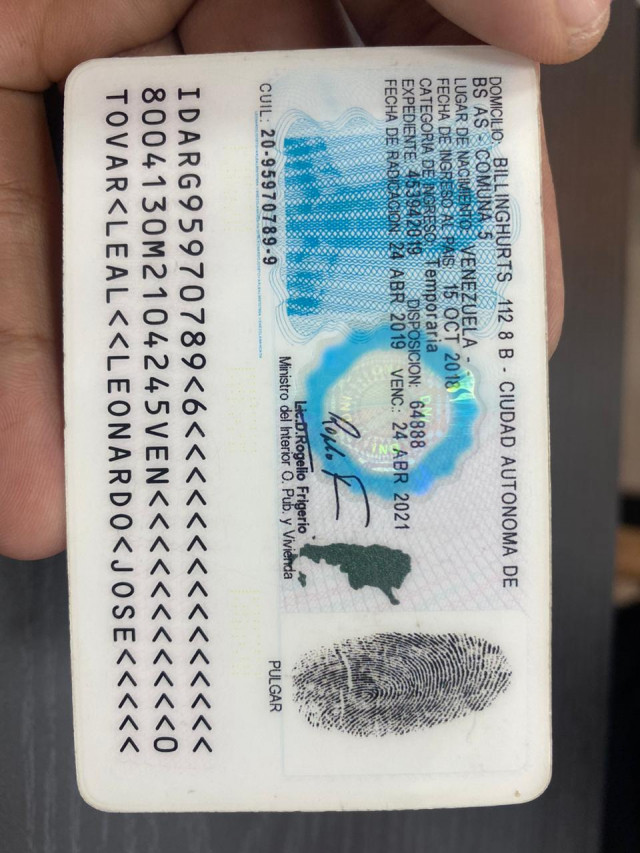 DOMICILIO: BILLINGHURTS 112 8 B - CIUDAD AUTONOMA DE
BS AS - COMUNA 5
LUGAR DE NACIMIENTO: VENEZUELA -
FECHA DE INGRESO AL PAIS: 15 OCT 2018
CATEGORIA DE INGRESO: Temporaria
EXPEDIENTE: 45394/2019 DISPOSICION: 64888
FECHA DE RADICACION: 24 ABR 2019 VENC.: 24 ABR 2021
CUIL: 20-95970789-9
Lic.D.Rogelio Frigerio
Ministro del Interior O. Pub. y Vivienda
PULGAR
IDARG95970789<6<<<<<<<<<<<<<<<
8004130M2104245VEN<<<<<<<<<<<0
TOVAR<LEAL<<LEONARDO<JOSE<<<<<